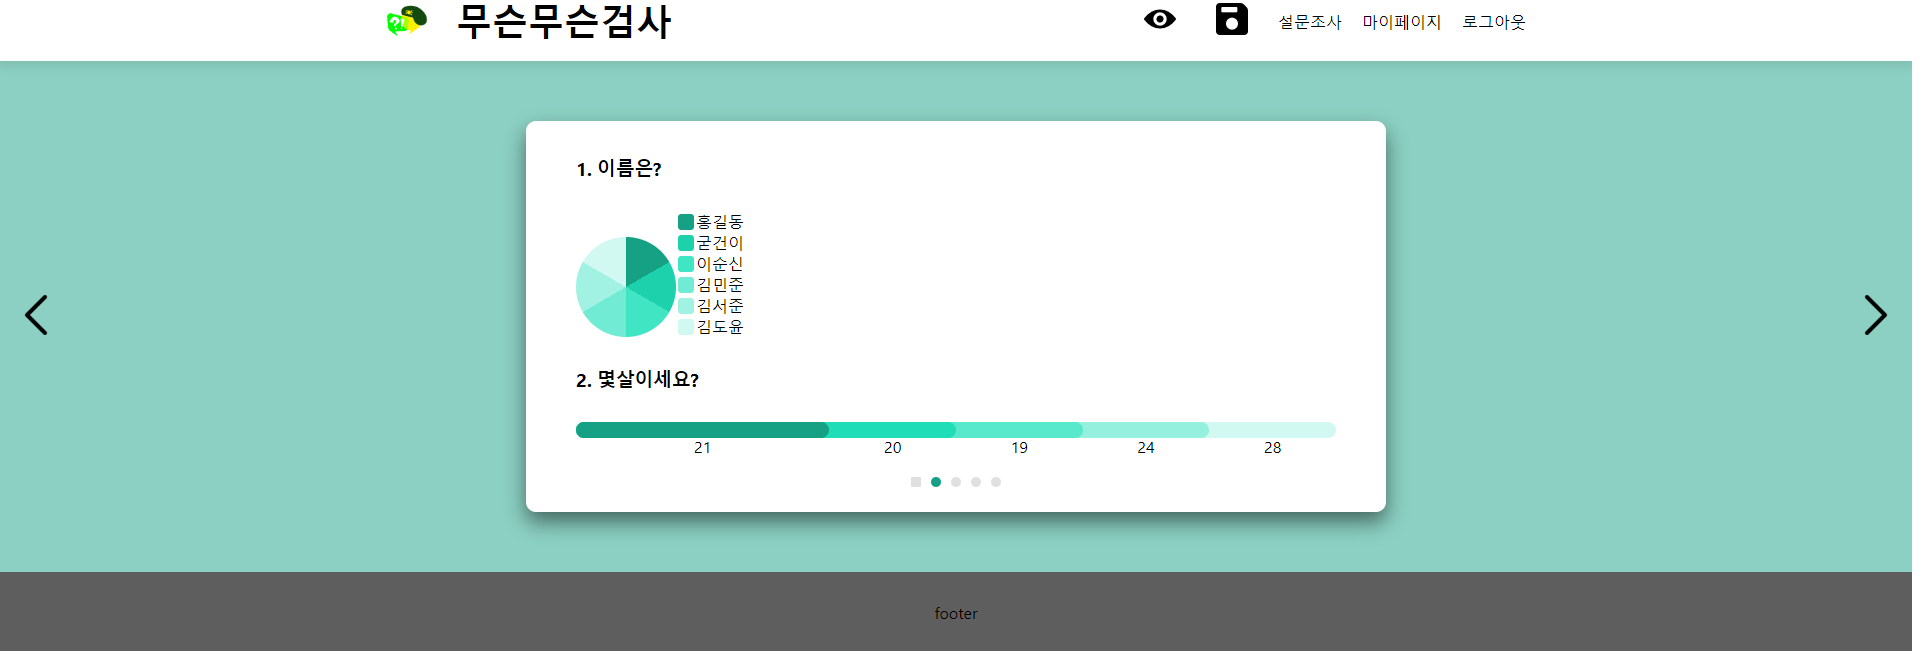 무슨무슨검사
설문조사 마이페이지 로그아웃
1. 이름은?
홍길동
굳건이
이순신
김민준
김서준
김도윤
2. 몇살이세요?
21 20 19 24 28
footer